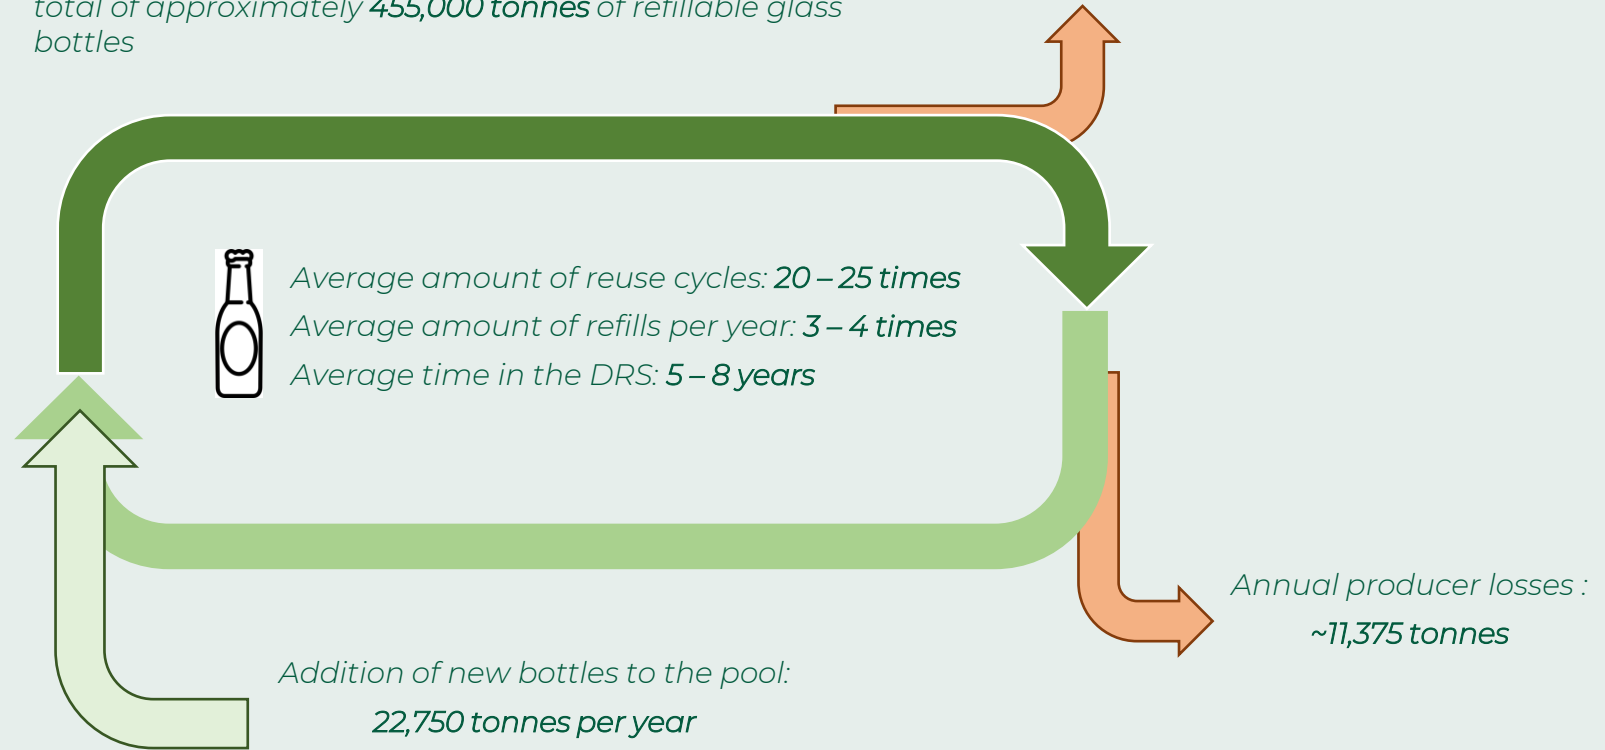 total of approximately 455,000 tonnes of refillable glass
bottles
Average amount of reuse cycles: 20 – 25 times
Average amount of refills per year: 3 – 4 times
Average time in the DRS: 5 – 8 years
Annual producer losses :
~11,375 tonnes
Addition of new bottles to the pool:
22,750 tonnes per year